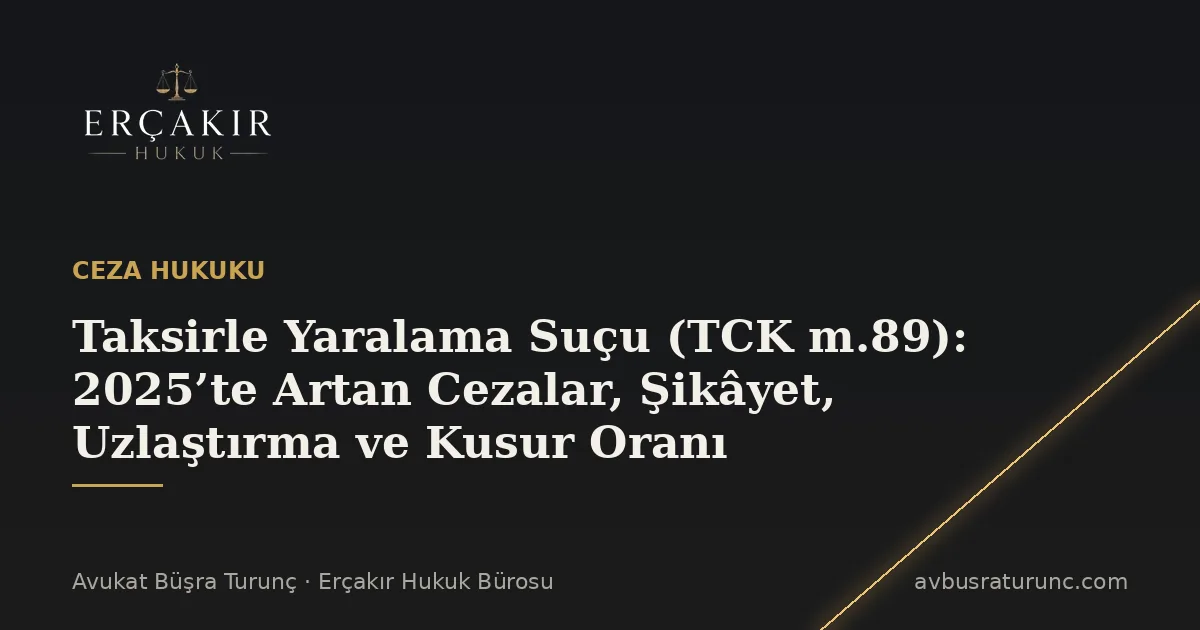 ERÇAKIR
HUKUK
CEZA HUKUKU
Taksirle Yaralama Suçu (TCK m.89):
2025’te Artan Cezalar, Şikâyet,
Uzlaştırma ve Kusur Oranı
Avukat Büşra Turunç · Erçakır Hukuk Bürosu
avbusraturunc.com